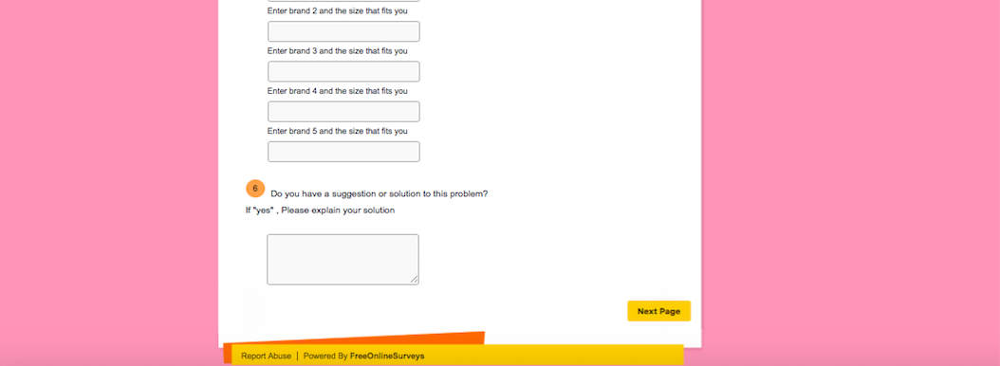 Enter brand 2 and the size that fits you
Enter brand 3 and the size that fits you
Enter brand 4 and the size that fits you
Enter brand 5 and the size that fits you
6
Do you have a suggestion or solution to this problem?
If "yes" , Please explain your solution
Next Page
Report Abuse | Powered By FreeOnlineSurveys